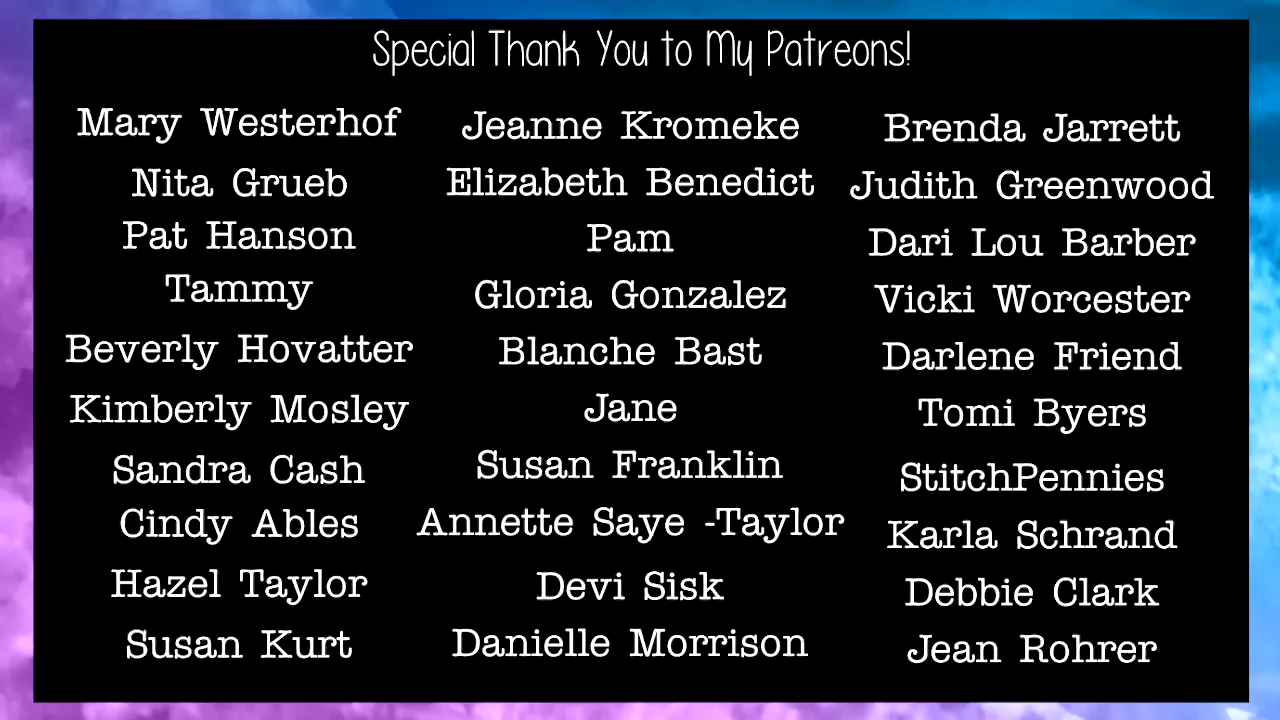 Special Thank You to My Patreons!
Mary Westerhof
Nita Grueb
Pat Hanson
Tammy
Beverly Hovatter
Kimberly Mosley
Sandra Cash
Cindy Ables
Hazel Taylor
Susan Kurt
Jeanne Kromeke
Elizabeth Benedict
Pam
Gloria Gonzalez
Blanche Bast
Jane
Susan Franklin
Annette Saye -Taylor
Devi Sisk
Danielle Morrison
Brenda Jarrett
Judith Greenwood
Dari Lou Barber
Vicki Worcester
Darlene Friend
Tomi Byers
StitchPennies
Karla Schrand
Debbie Clark
Jean Rohrer